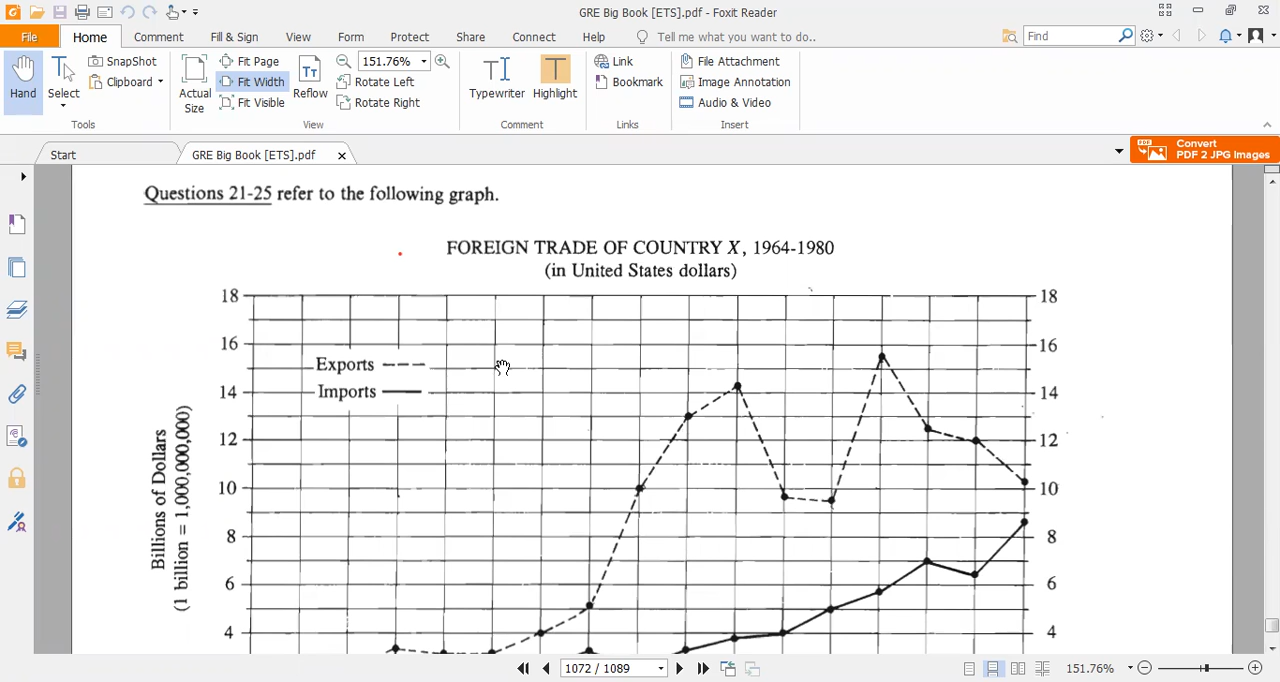 GRE Big Book [ETS].pdf - Foxit Reader
File Home Comment Fill & Sign View Form Protect Share Connect Help Tell me what you want to do.. Find
Hand
Select
SnapShot
Clipboard
Tools
Actual Size
Fit Page
Fit Width
Fit Visible
Reflow
151.76%
Rotate Left
Rotate Right
View
Typewriter
Highlight
Comment
Link
Bookmark
Links
File Attachment
Image Annotation
Audio & Video
Insert
Start
GRE Big Book [ETS].pdf
Convert
PDF 2 JPG Images
Questions 21-25 refer to the following graph.
FOREIGN TRADE OF COUNTRY X, 1964-1980
(in United States dollars)
18 18
16 16
Exports
14 14
Imports
12 12
10 10
8 8
6 6
4 4
Billions of Dollars
(1 billion = 1,000,000,000)
1072 / 1089
151.76%